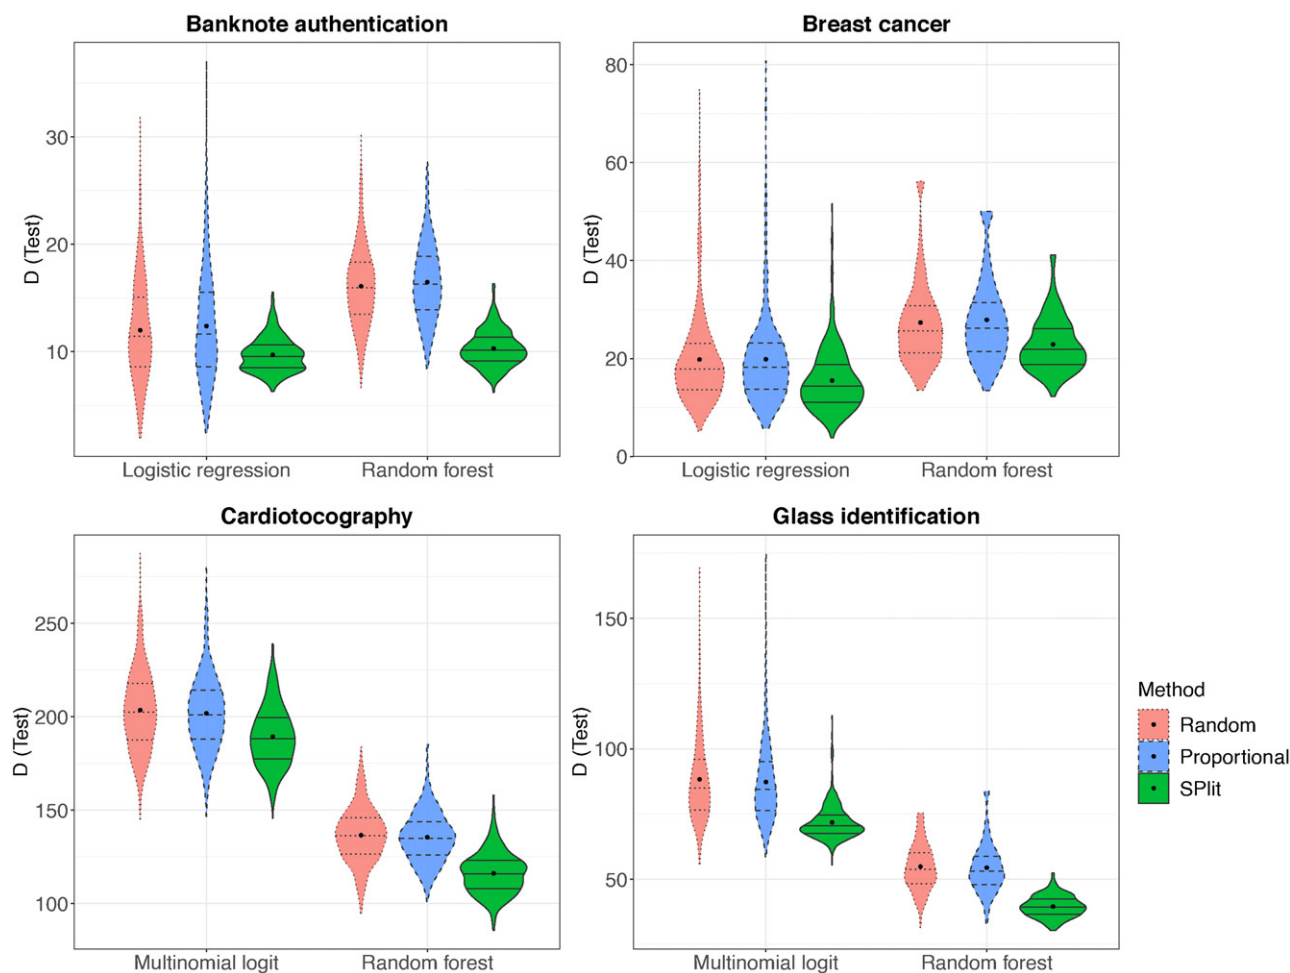 Banknote authentication
D (Test)
30
20
10
Logistic regression Random forest
Breast cancer
D (Test)
80
60
40
20
0
Logistic regression Random forest
Cardiotocography
D (Test)
250
200
150
100
Multinomial logit Random forest
Glass identification
D (Test)
150
100
50
Multinomial logit Random forest
Method
Random
Proportional
SPlit